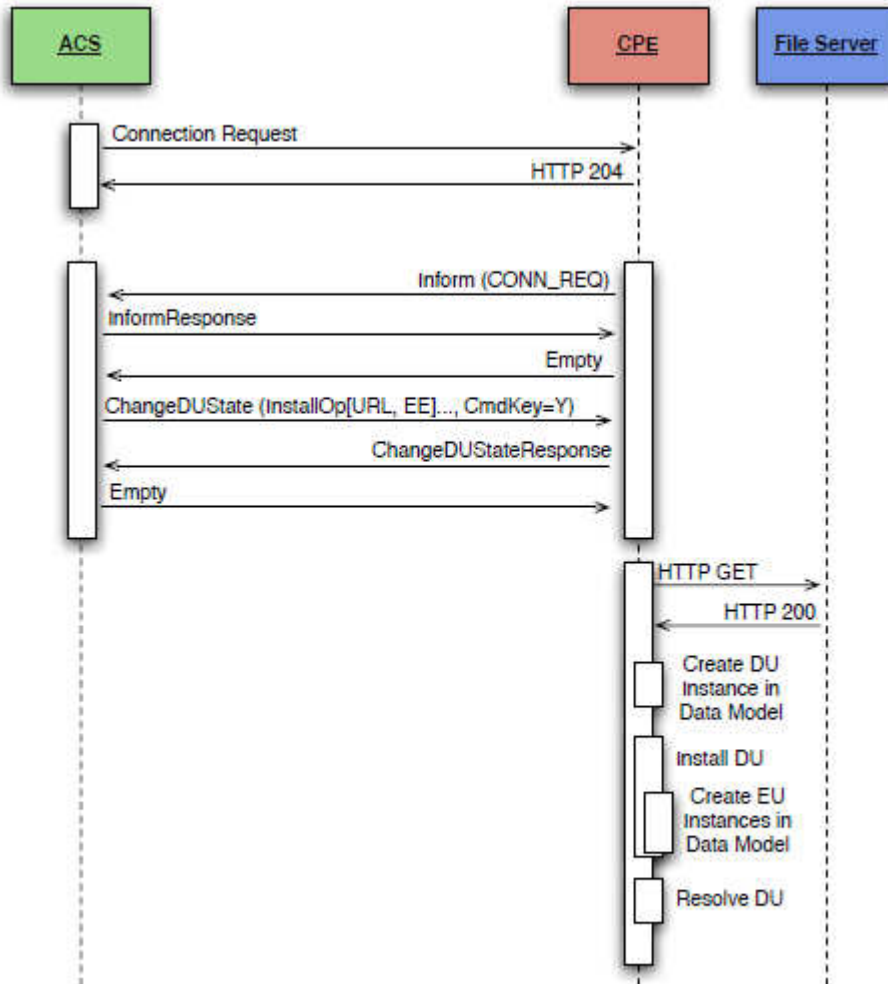 ACS
CPE
File Server
Connection Request
HTTP 204
Inform (CONN_REQ)
InformResponse
Empty
ChangeDUState (InstallOp[URL, EE]..., CmdKey=Y)
ChangeDUStateResponse
Empty
HTTP GET
HTTP 200
Create DU
Instance in
Data Model
Install DU
Create EU
Instances in
Data Model
Resolve DU